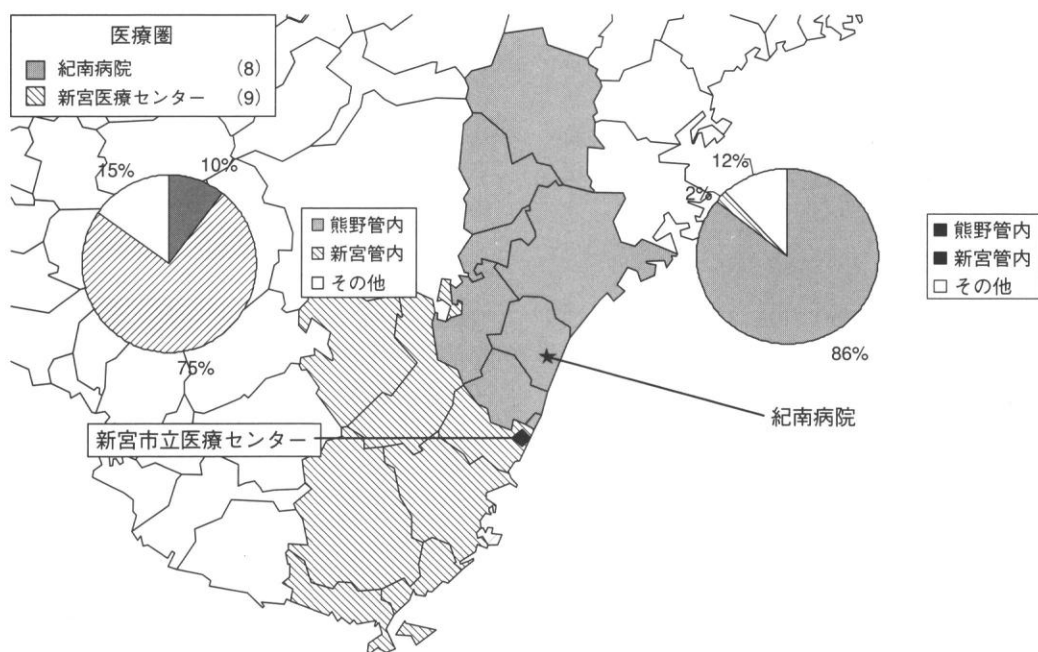 医療圏
紀南病院 (8)
新宮医療センター (9)
15%
10%
75%
熊野管内
新宮管内
その他
12%
2%
86%
熊野管内
新宮管内
その他
紀南病院
新宮市立医療センター